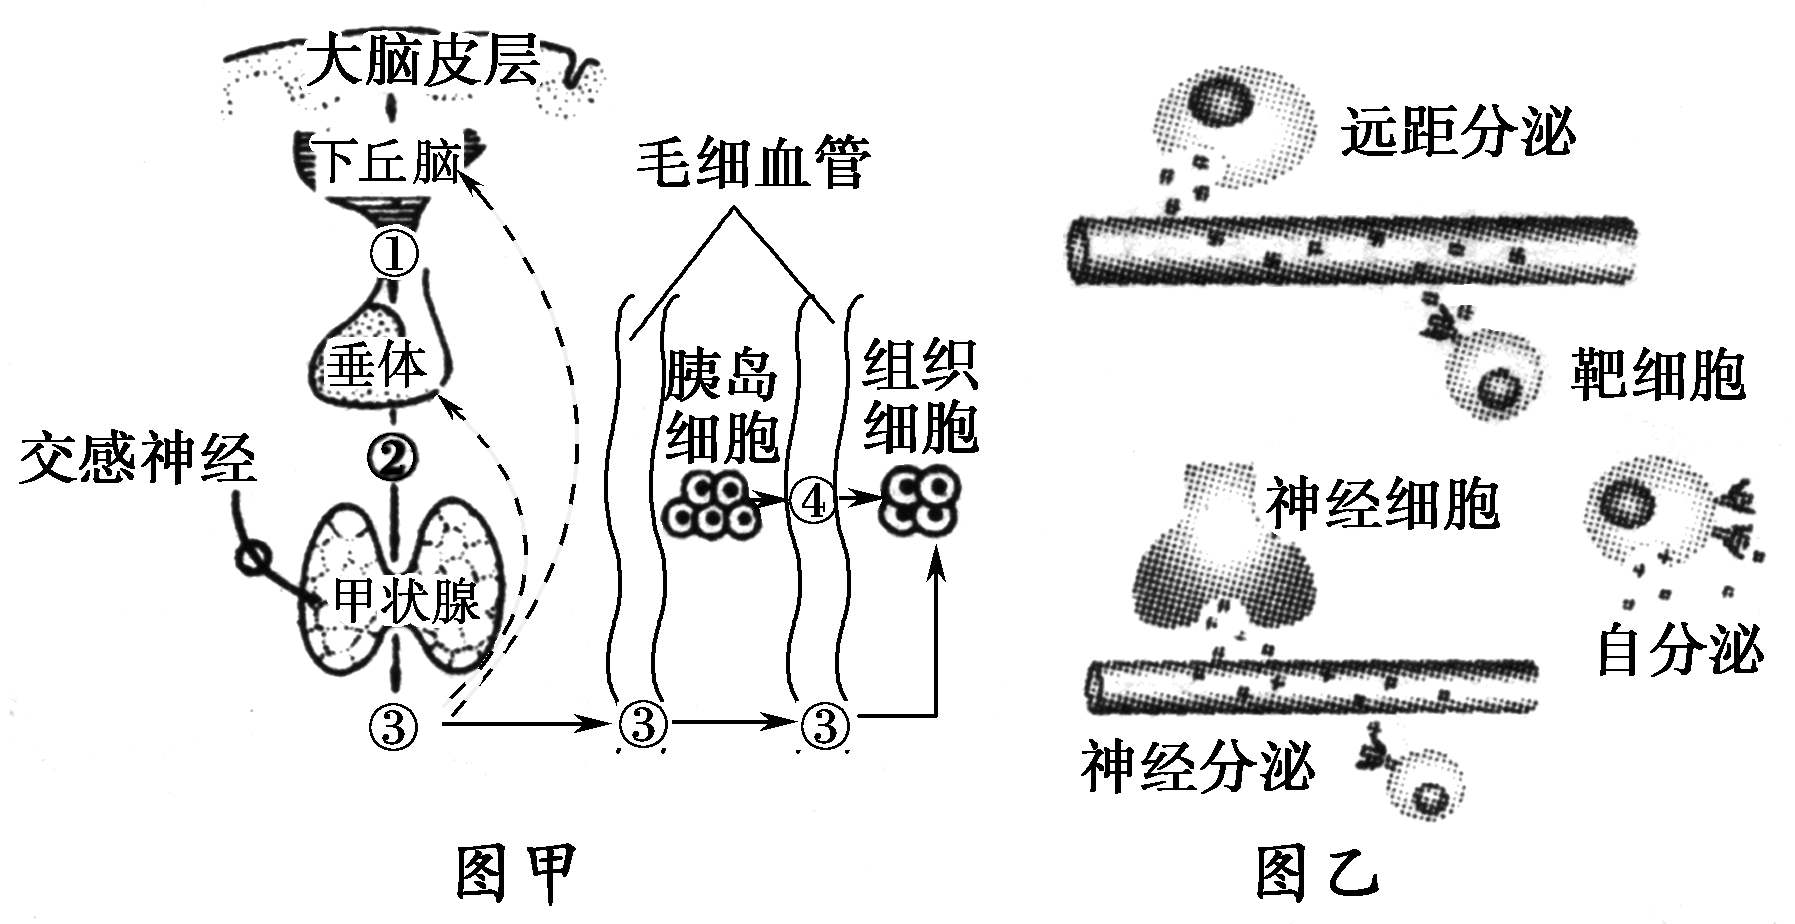 大脑皮层
下丘脑
①
垂体
②
交感神经
甲状腺
③
毛细血管
胰岛
细胞
组织
细胞
④
③
③
图甲
远距分泌
靶细胞
神经细胞
自分泌
神经分泌
图乙